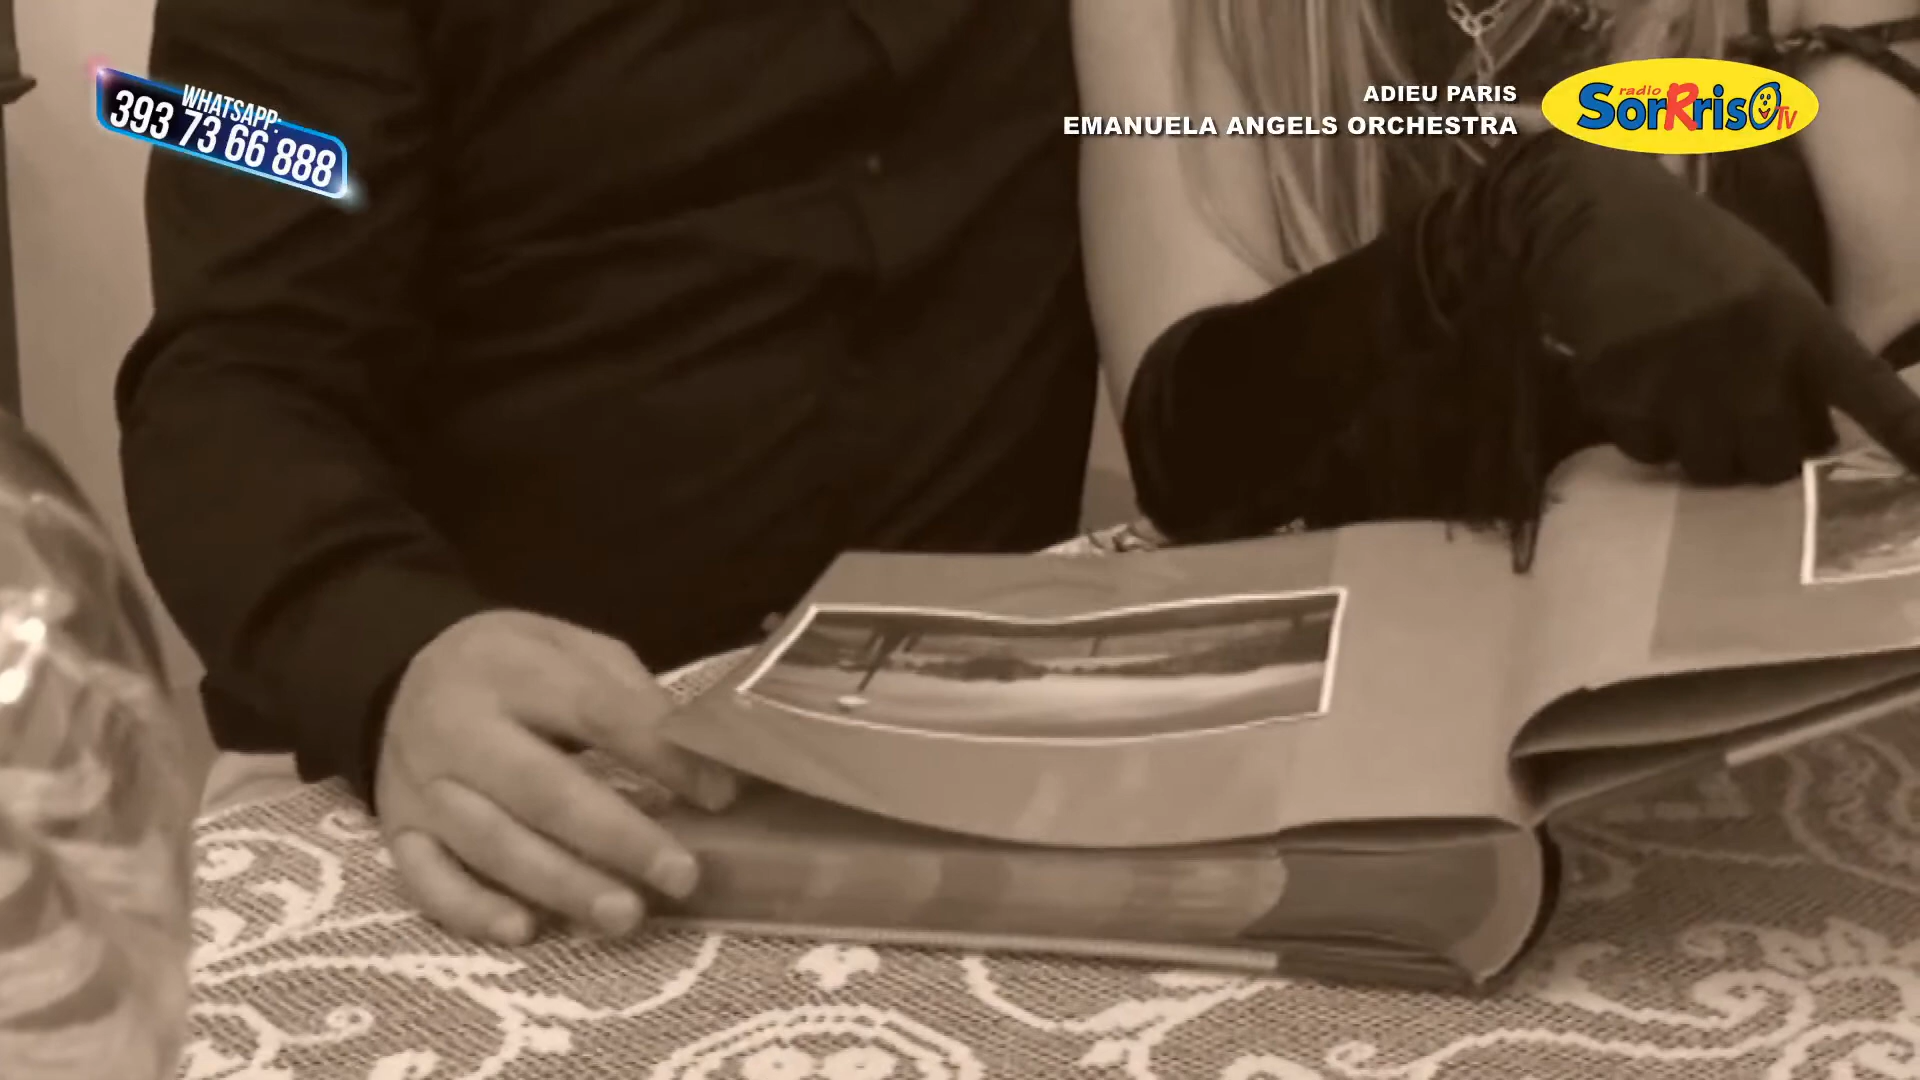 WHATSAPP:
393 73 66 888
ADIEU PARIS
EMANUELA ANGELS ORCHESTRA
radio
SorRriso
Tv